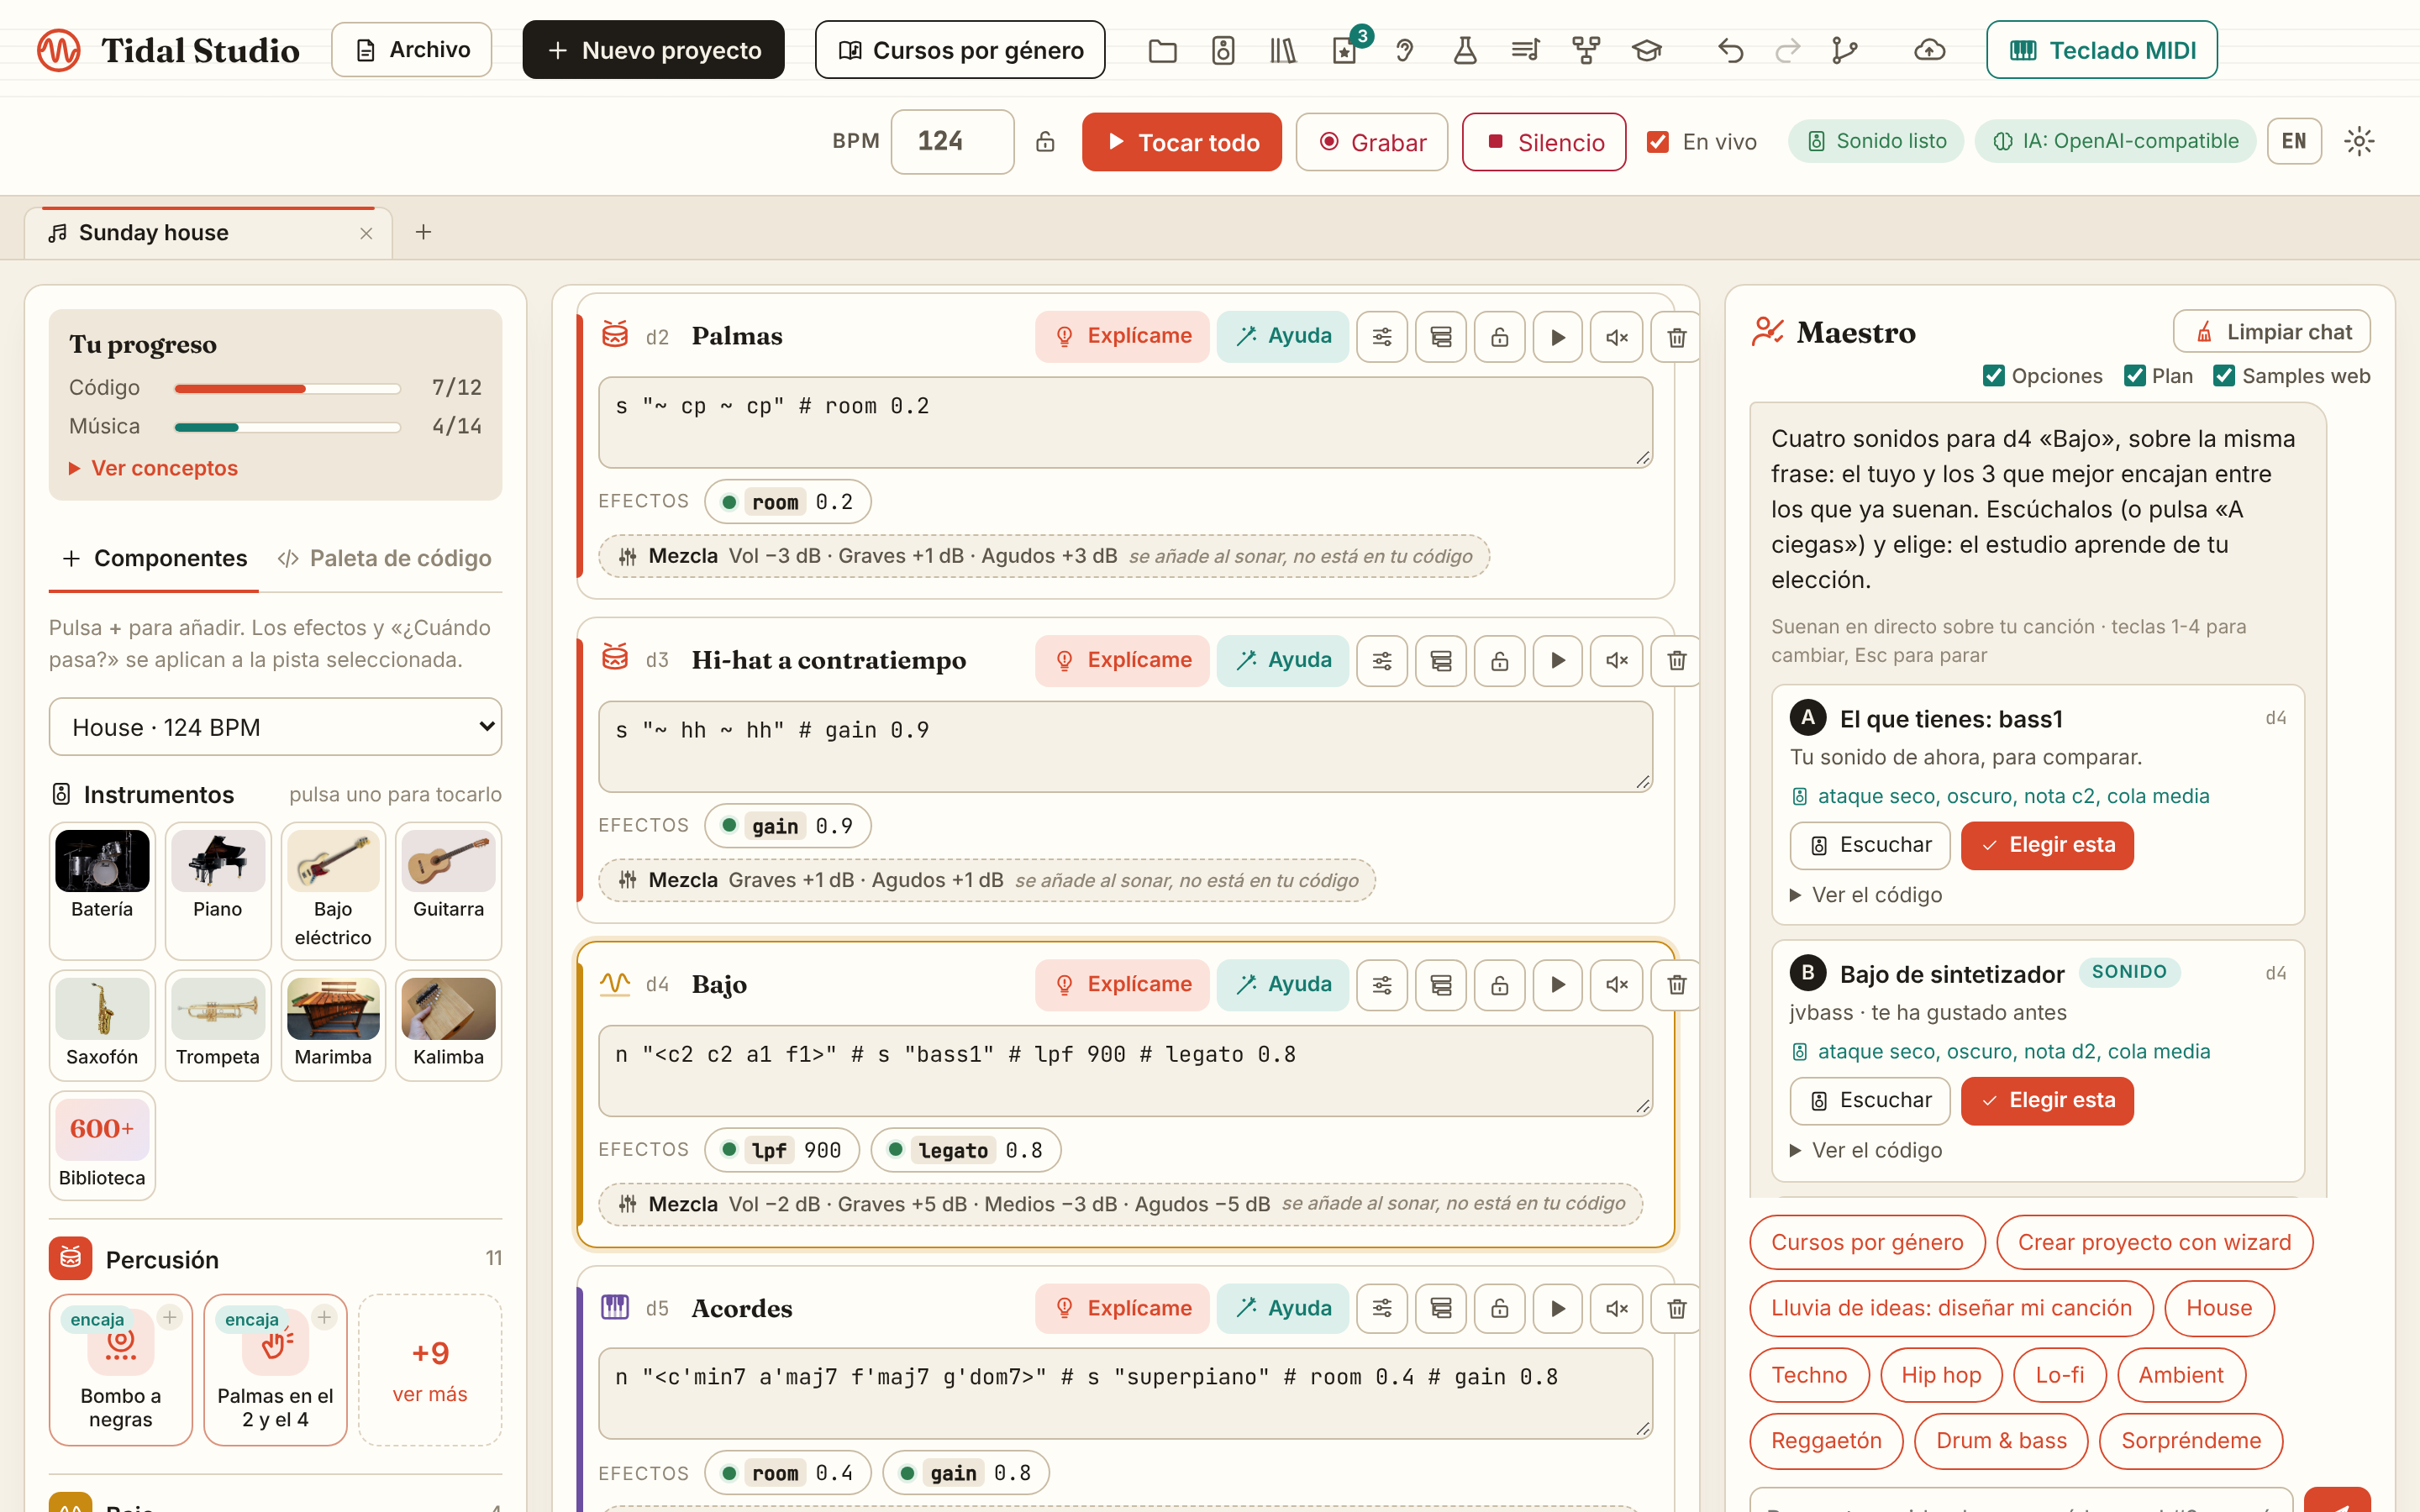 Tidal Studio
Archivo
Nuevo proyecto
Cursos por género
3
Teclado MIDI
BPM
124
Tocar todo
Grabar
Silencio
En vivo
Sonido listo
IA: OpenAI-compatible
EN
Sunday house
Tu progreso
Código
7/12
Música
4/14
Ver conceptos
Componentes
Paleta de código
Pulsa + para añadir. Los efectos y «¿Cuándo
pasa?» se aplican a la pista seleccionada.
House · 124 BPM
Instrumentos
pulsa uno para tocarlo
Batería
Piano
Bajo
eléctrico
Guitarra
Saxofón
Trompeta
Marimba
Kalimba
600+
Biblioteca
Percusión
11
encaja
Bombo a
negras
encaja
Palmas en el
2 y el 4
+9
ver más
d2
Palmas
Explícame
Ayuda
s "~ cp ~ cp" # room 0.2
EFECTOS
room 0.2
Mezcla Vol −3 dB · Graves +1 dB · Agudos +3 dB se añade al sonar, no está en tu código
d3
Hi-hat a contratiempo
Explícame
Ayuda
s "~ hh ~ hh" # gain 0.9
EFECTOS
gain 0.9
Mezcla Graves +1 dB · Agudos +1 dB se añade al sonar, no está en tu código
d4
Bajo
Explícame
Ayuda
n "<c2 c2 a1 f1>" # s "bass1" # lpf 900 # legato 0.8
EFECTOS
lpf 900
legato 0.8
Mezcla Vol −2 dB · Graves +5 dB · Medios −3 dB · Agudos −5 dB se añade al sonar, no está en tu código
d5
Acordes
Explícame
Ayuda
n "<c'min7 a'maj7 f'maj7 g'dom7>" # s "superpiano" # room 0.4 # gain 0.8
EFECTOS
room 0.4
gain 0.8
Maestro
Limpiar chat
Opciones
Plan
Samples web
Cuatro sonidos para d4 «Bajo», sobre la misma
frase: el tuyo y los 3 que mejor encajan entre
los que ya suenan. Escúchalos (o pulsa «A
ciegas») y elige: el estudio aprende de tu
elección.
Suenan en directo sobre tu canción · teclas 1-4 para
cambiar, Esc para parar
A
El que tienes: bass1
d4
Tu sonido de ahora, para comparar.
ataque seco, oscuro, nota c2, cola media
Escuchar
Elegir esta
Ver el código
B
Bajo de sintetizador
SONIDO
d4
jvbass · te ha gustado antes
ataque seco, oscuro, nota d2, cola media
Escuchar
Elegir esta
Ver el código
Cursos por género
Crear proyecto con wizard
Lluvia de ideas: diseñar mi canción
House
Techno
Hip hop
Lo-fi
Ambient
Reggaetón
Drum & bass
Sorpréndeme